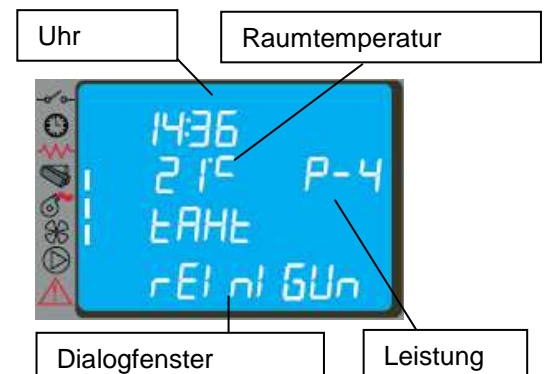 Uhr
Raumtemperatur
14:36
21°C P-4
tAHt
rEInIGUn
Dialogfenster
Leistung